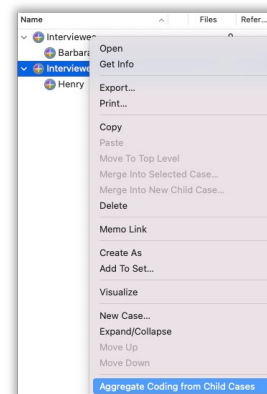 Name Files Refer...
Interviewee 0
Barbara
Open
Get Info
Interviewe
Henry
Export...
Print...
Copy
Paste
Move To Top Level
Merge Into Selected Case...
Merge Into New Child Case...
Delete
Memo Link
Create As
Add To Set...
Visualize
New Case...
Expand/Collapse
Move Up
Move Down
Aggregate Coding from Child Cases